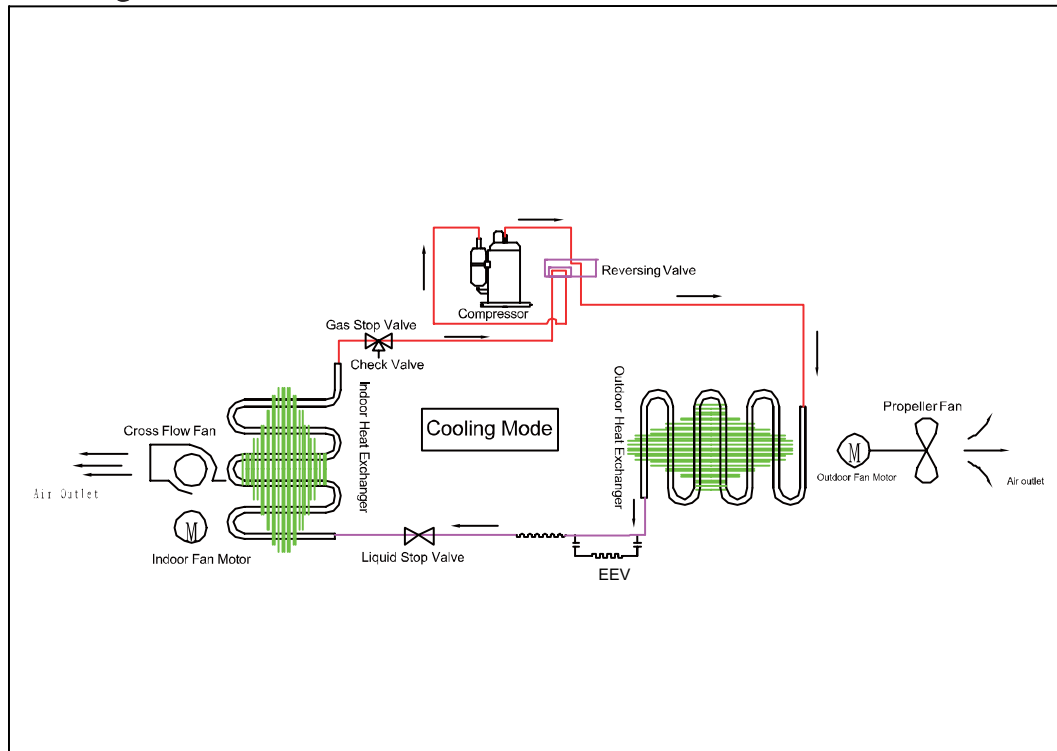 Reversing Valve
Compressor
Gas Stop Valve
Check Valve
Indoor Heat Exchanger
Outdoor Heat Exchanger
Cooling Mode
Cross Flow Fan
Air Outlet
M
Indoor Fan Motor
Liquid Stop Valve
EEV
Propeller Fan
M
Outdoor Fan Motor
Air outlet